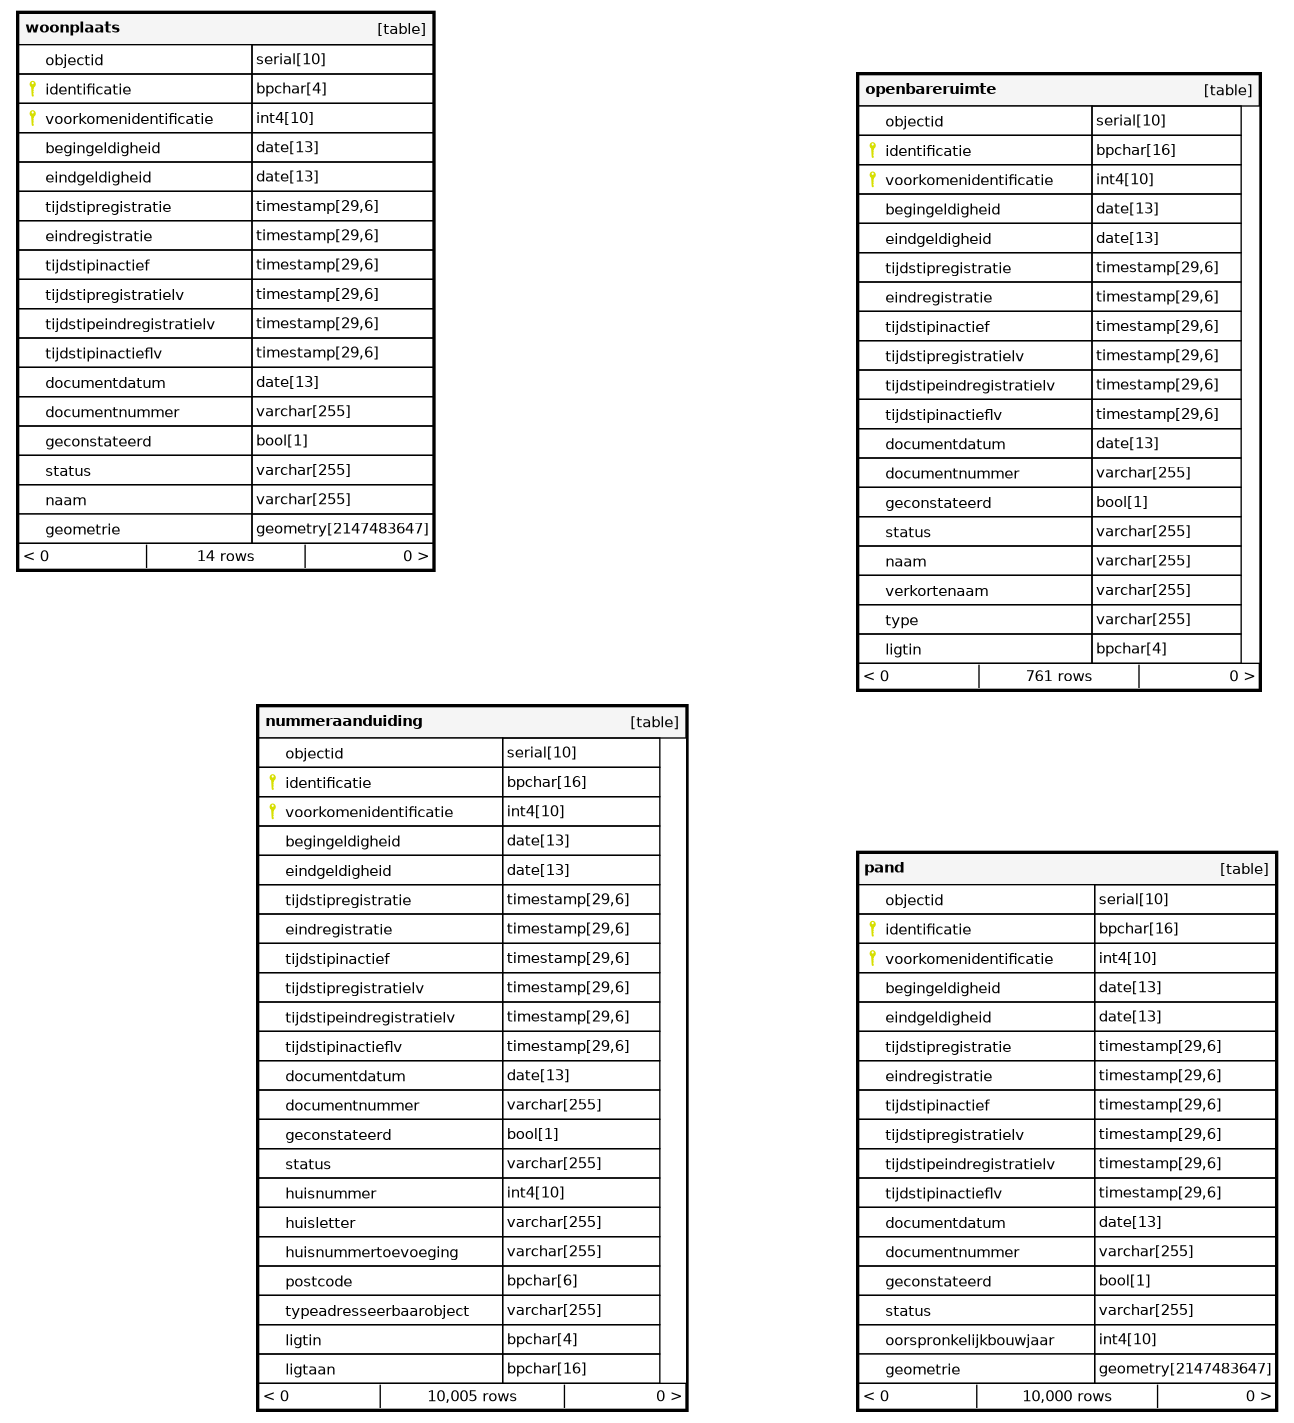 woonplaats [table]
objectid serial[10]
identificatie bpchar[4]
voorkomenidentificatie int4[10]
begingeldigheid date[13]
eindgeldigheid date[13]
tijdstipregistratie timestamp[29,6]
eindregistratie timestamp[29,6]
tijdstipinactief timestamp[29,6]
tijdstipregistratielv timestamp[29,6]
tijdstipeindregistratielv timestamp[29,6]
tijdstipinactieflv timestamp[29,6]
documentdatum date[13]
documentnummer varchar[255]
geconstateerd bool[1]
status varchar[255]
naam varchar[255]
geometrie geometry[2147483647]
< 0 14 rows 0 >
openbareruimte [table]
objectid serial[10]
identificatie bpchar[16]
voorkomenidentificatie int4[10]
begingeldigheid date[13]
eindgeldigheid date[13]
tijdstipregistratie timestamp[29,6]
eindregistratie timestamp[29,6]
tijdstipinactief timestamp[29,6]
tijdstipregistratielv timestamp[29,6]
tijdstipeindregistratielv timestamp[29,6]
tijdstipinactieflv timestamp[29,6]
documentdatum date[13]
documentnummer varchar[255]
geconstateerd bool[1]
status varchar[255]
naam varchar[255]
verkortenaam varchar[255]
type varchar[255]
ligtin bpchar[4]
< 0 761 rows 0 >
nummeraanduiding [table]
objectid serial[10]
identificatie bpchar[16]
voorkomenidentificatie int4[10]
begingeldigheid date[13]
eindgeldigheid date[13]
tijdstipregistratie timestamp[29,6]
eindregistratie timestamp[29,6]
tijdstipinactief timestamp[29,6]
tijdstipregistratielv timestamp[29,6]
tijdstipeindregistratielv timestamp[29,6]
tijdstipinactieflv timestamp[29,6]
documentdatum date[13]
documentnummer varchar[255]
geconstateerd bool[1]
status varchar[255]
huisnummer int4[10]
huisletter varchar[255]
huisnummertoevoeging varchar[255]
postcode bpchar[6]
typeadresseerbaarobject varchar[255]
ligtin bpchar[4]
ligtaan bpchar[16]
< 0 10,005 rows 0 >
pand [table]
objectid serial[10]
identificatie bpchar[16]
voorkomenidentificatie int4[10]
begingeldigheid date[13]
eindgeldigheid date[13]
tijdstipregistratie timestamp[29,6]
eindregistratie timestamp[29,6]
tijdstipinactief timestamp[29,6]
tijdstipregistratielv timestamp[29,6]
tijdstipeindregistratielv timestamp[29,6]
tijdstipinactieflv timestamp[29,6]
documentdatum date[13]
documentnummer varchar[255]
geconstateerd bool[1]
status varchar[255]
oorspronkelijkbouwjaar int4[10]
geometrie geometry[2147483647]
< 0 10,000 rows 0 >